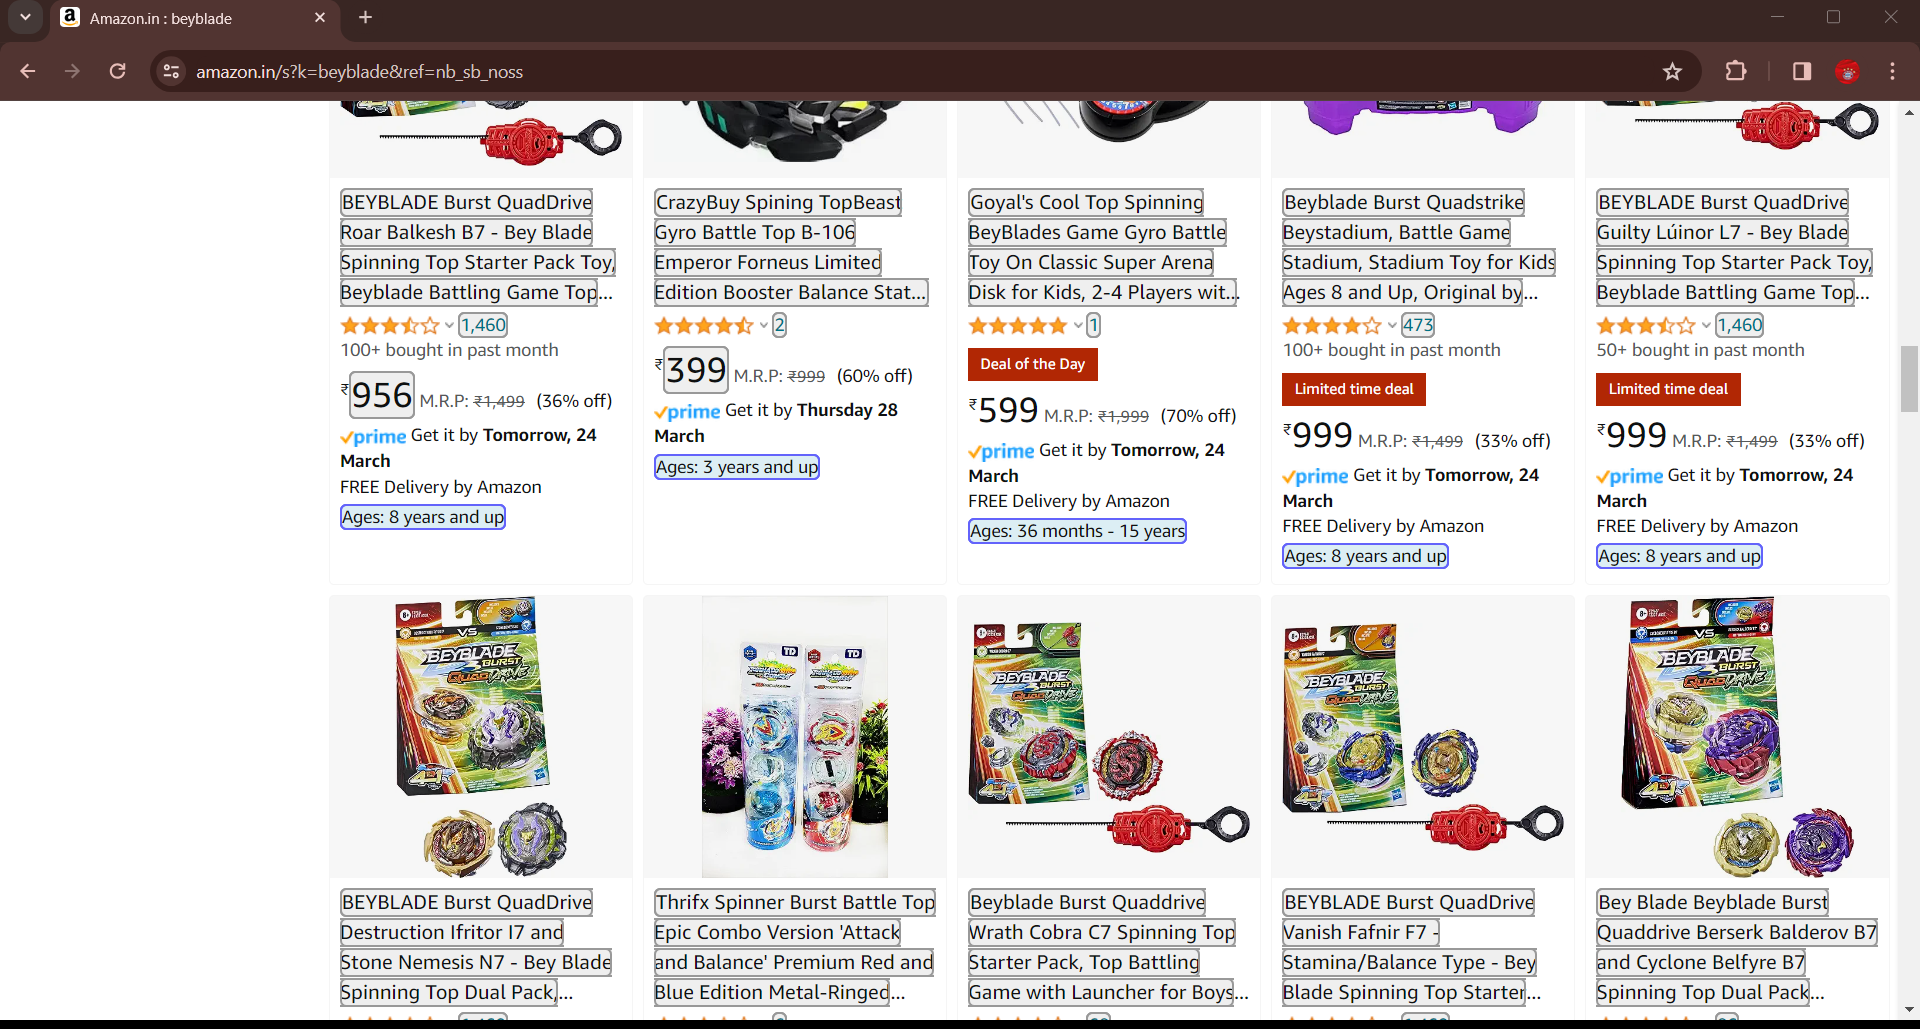 Amazon.in : beyblade
amazon.in/s?k=beyblade&ref=nb_sb_noss
BEYBLADE Burst QuadDrive
Roar Balkesh B7 - Bey Blade
Spinning Top Starter Pack Toy,
Beyblade Battling Game Top...
1,460
100+ bought in past month
₹956 M.R.P: ₹1,499 (36% off)
prime Get it by Tomorrow, 24
March
FREE Delivery by Amazon
Ages: 8 years and up
CrazyBuy Spining TopBeast
Gyro Battle Top B-106
Emperor Forneus Limited
Edition Booster Balance Stat...
2
₹399 M.R.P: ₹999 (60% off)
prime Get it by Thursday 28
March
Ages: 3 years and up
Goyal's Cool Top Spinning
BeyBlades Game Gyro Battle
Toy On Classic Super Arena
Disk for Kids, 2-4 Players wit...
1
Deal of the Day
₹599 M.R.P: ₹1,999 (70% off)
prime Get it by Tomorrow, 24
March
FREE Delivery by Amazon
Ages: 36 months - 15 years
Beyblade Burst Quadstrike
Beystadium, Battle Game
Stadium, Stadium Toy for Kids
Ages 8 and Up, Original by...
473
100+ bought in past month
Limited time deal
₹999 M.R.P: ₹1,499 (33% off)
prime Get it by Tomorrow, 24
March
FREE Delivery by Amazon
Ages: 8 years and up
BEYBLADE Burst QuadDrive
Guilty Lúinor L7 - Bey Blade
Spinning Top Starter Pack Toy,
Beyblade Battling Game Top...
1,460
50+ bought in past month
Limited time deal
₹999 M.R.P: ₹1,499 (33% off)
prime Get it by Tomorrow, 24
March
FREE Delivery by Amazon
Ages: 8 years and up
VS
BEYBLADE
BURST
QUADDRIVE
TD
TD
BEYBLADE
BURST
QUADDRIVE
BEYBLADE
BURST
QUADDRIVE
VS
BEYBLADE
BURST
QUADDRIVE
BEYBLADE Burst QuadDrive
Destruction Ifritor I7 and
Stone Nemesis N7 - Bey Blade
Spinning Top Dual Pack,...
Thrifx Spinner Burst Battle Top
Epic Combo Version 'Attack
and Balance' Premium Red and
Blue Edition Metal-Ringed...
Beyblade Burst Quaddrive
Wrath Cobra C7 Spinning Top
Starter Pack, Top Battling
Game with Launcher for Boys...
BEYBLADE Burst QuadDrive
Vanish Fafnir F7 -
Stamina/Balance Type - Bey
Blade Spinning Top Starter...
Bey Blade Beyblade Burst
Quaddrive Berserk Balderov B7
and Cyclone Belfyre B7
Spinning Top Dual Pack...